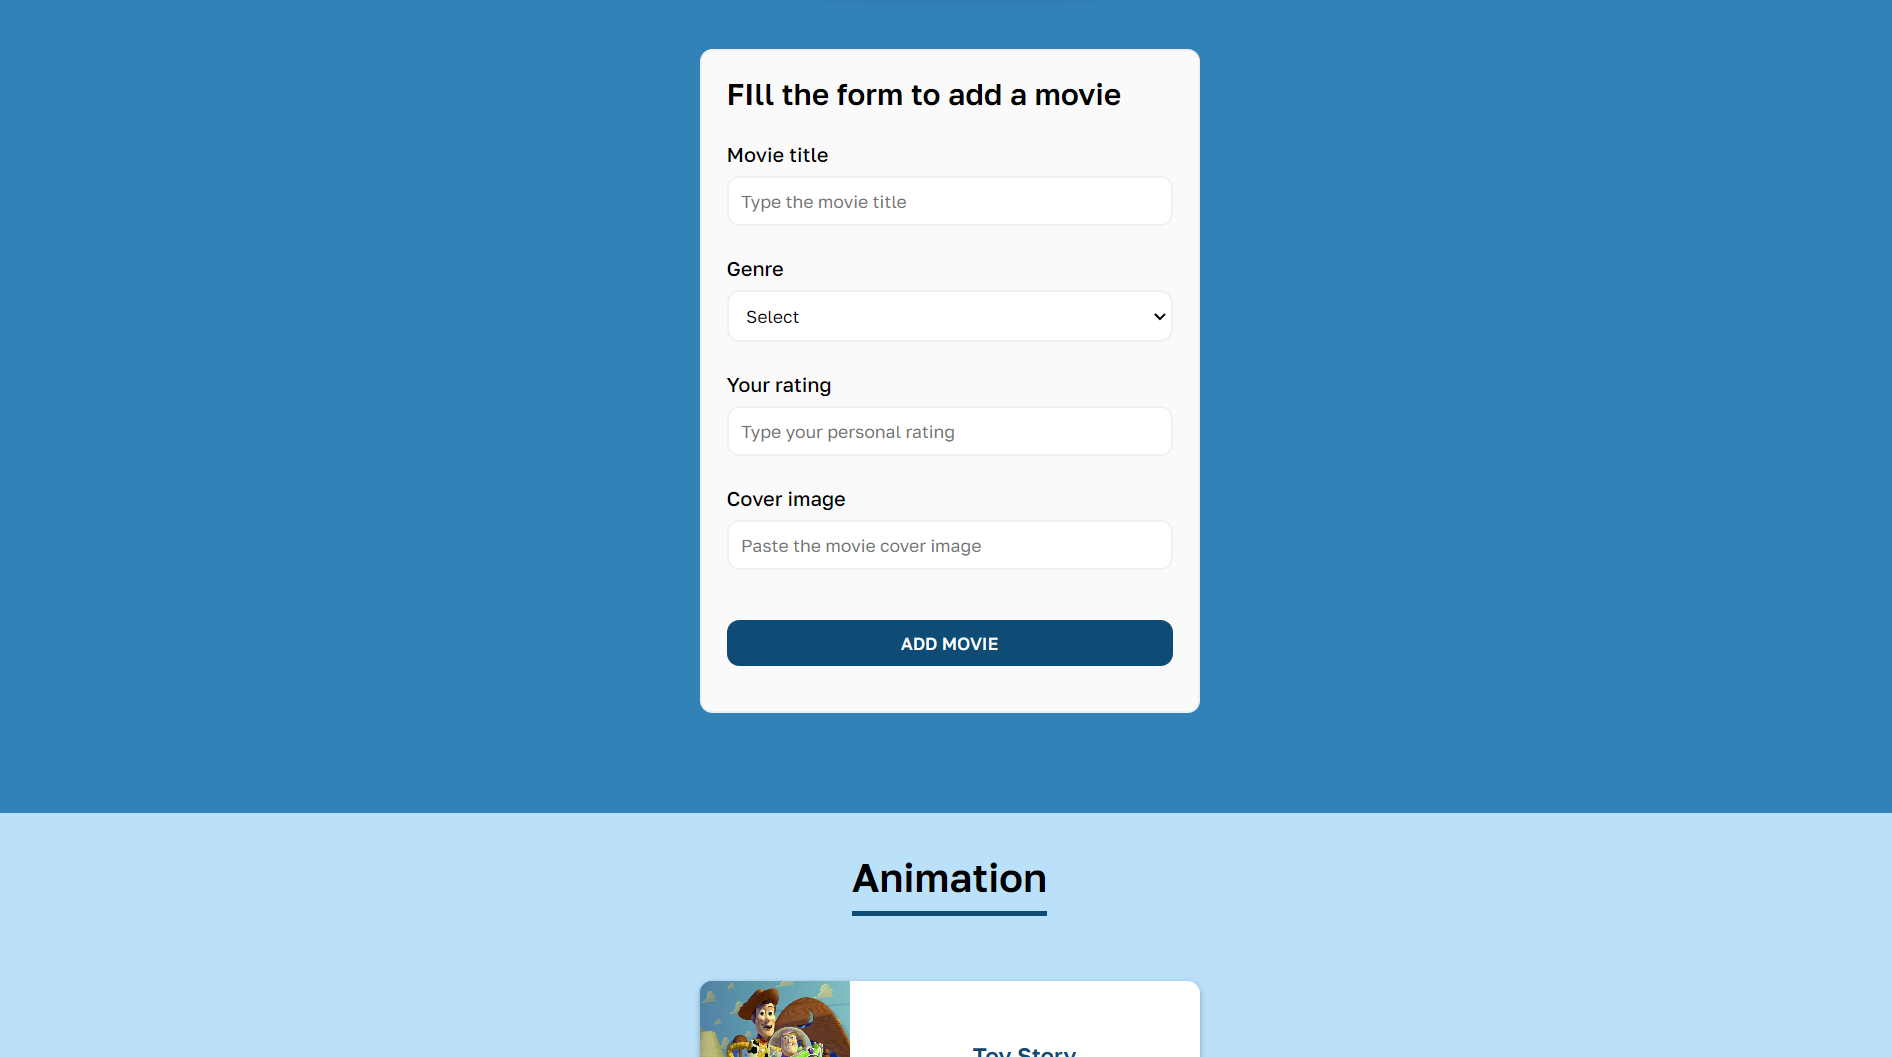 FIll the form to add a movie
Movie title
Type the movie title
Genre
Select
Your rating
Type your personal rating
Cover image
Paste the movie cover image
ADD MOVIE
Animation
Toy Story